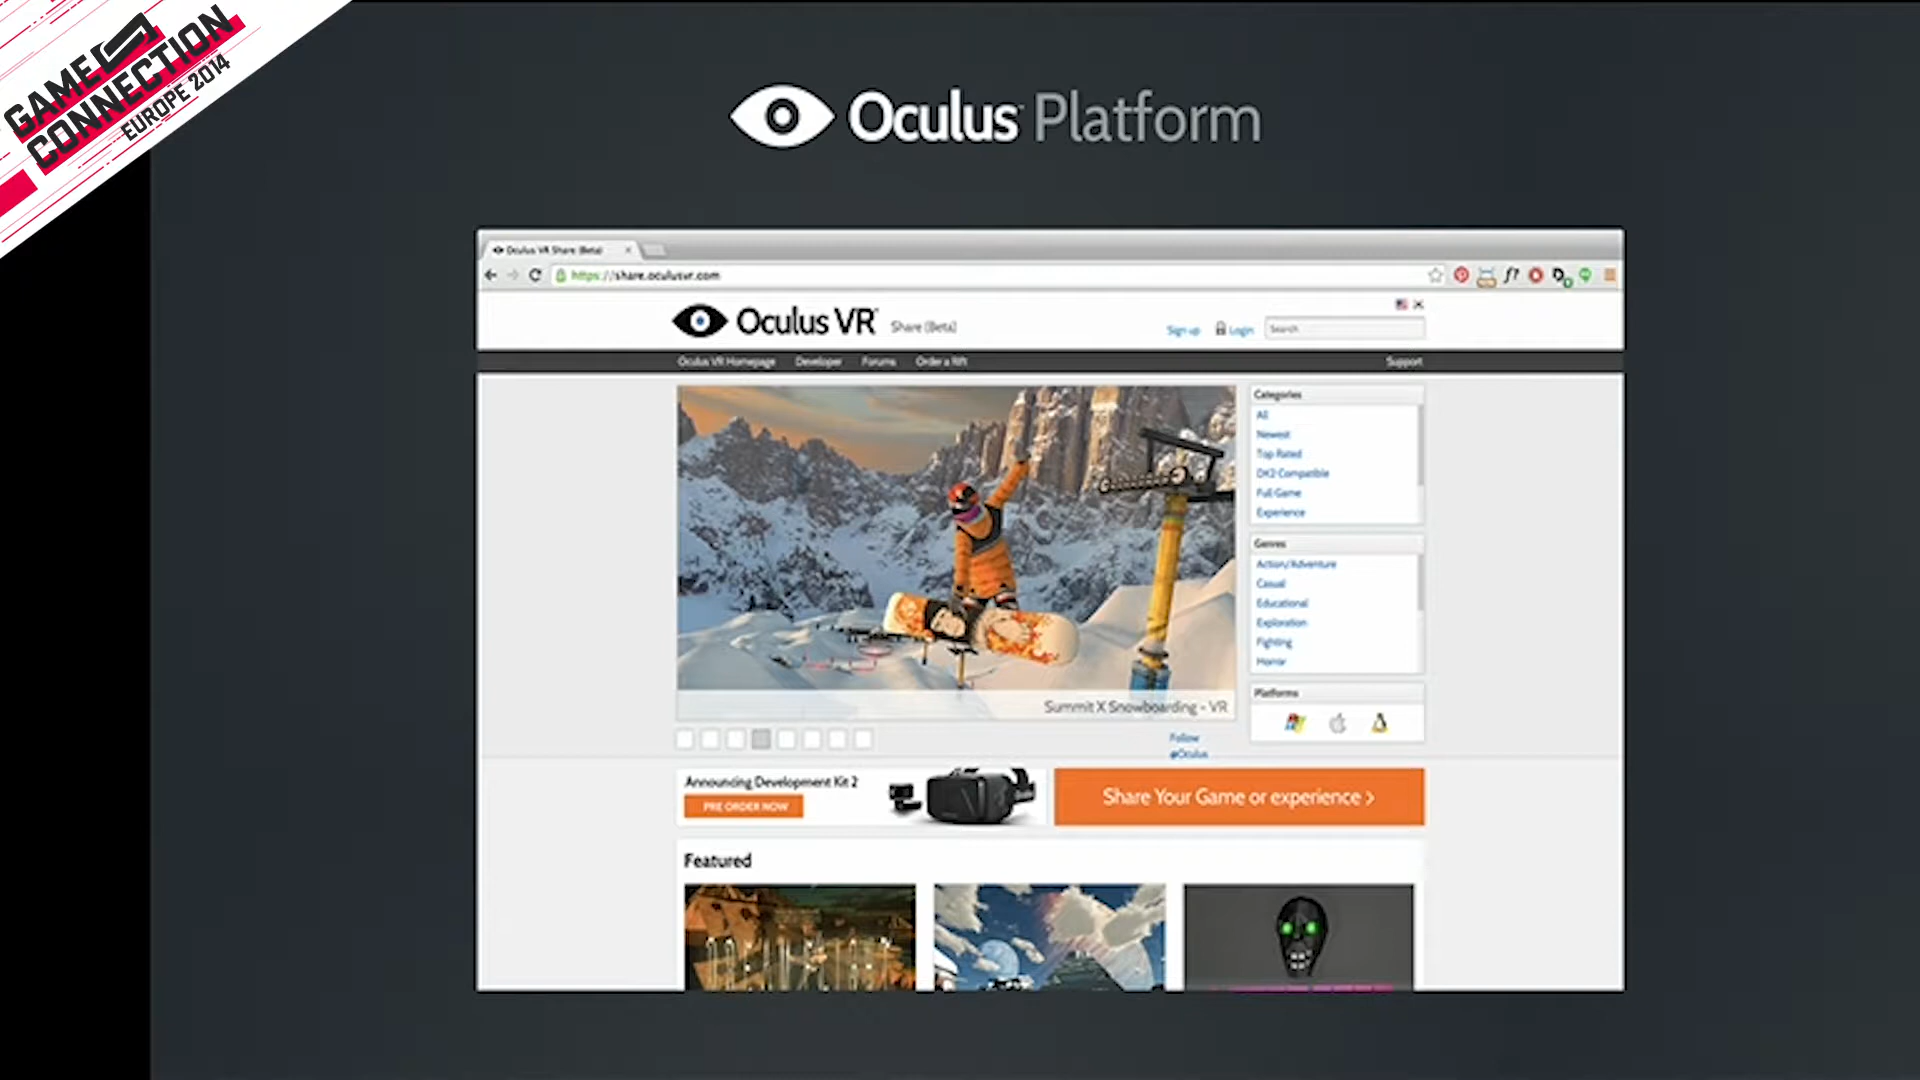 GAME
CONNECTION
EUROPE 2014
Oculus Platform
Oculus VR Share (Beta)
https://share.oculusvr.com
f?
Oculus VR Share (Beta)
Sign up Login Search
Oculus VR Homepage Developer Forums Order a Rift Support
Categories
All
Newest
Top Rated
DK2 Compatible
Full Game
Experience
Genres
Action/Adventure
Casual
Educational
Exploration
Fighting
Horror
Platforms
Summit X Snowboarding - VR
Follow
@Oculus
Announcing Development Kit 2
PRE ORDER NOW
Share Your Game or experience >
Featured